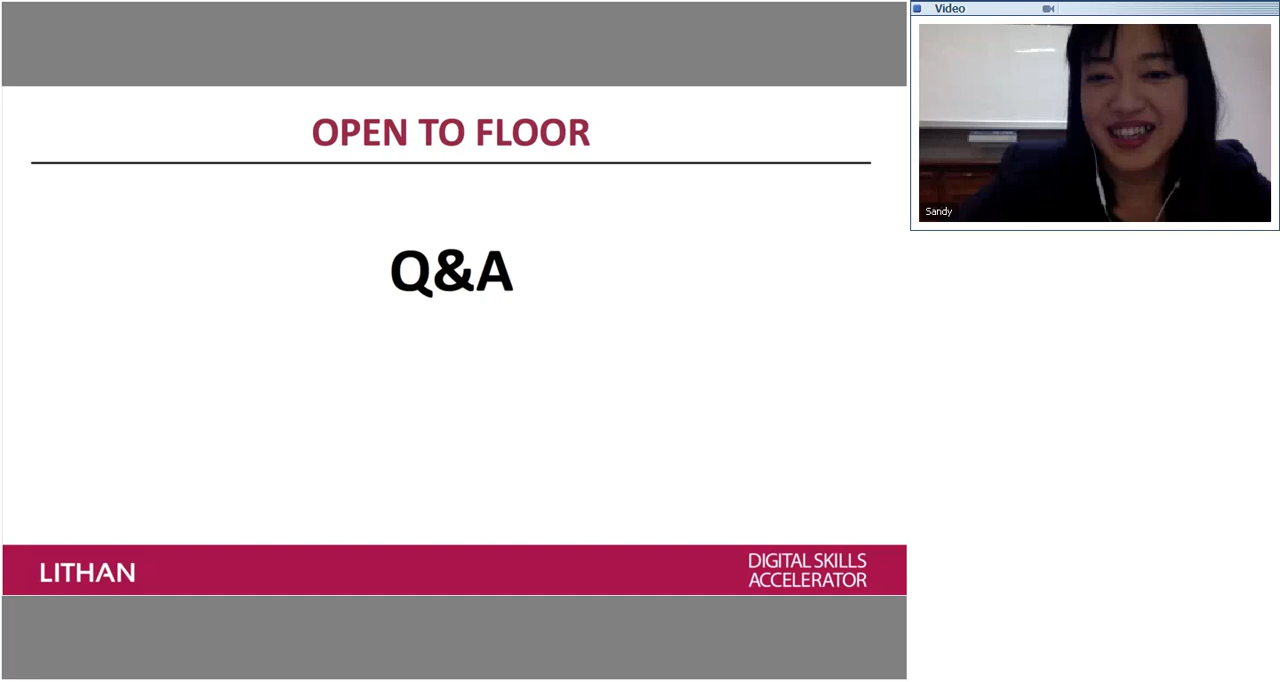 OPEN TO FLOOR
Q&A
LITHAN
DIGITAL SKILLS
ACCELERATOR
Video
Sandy